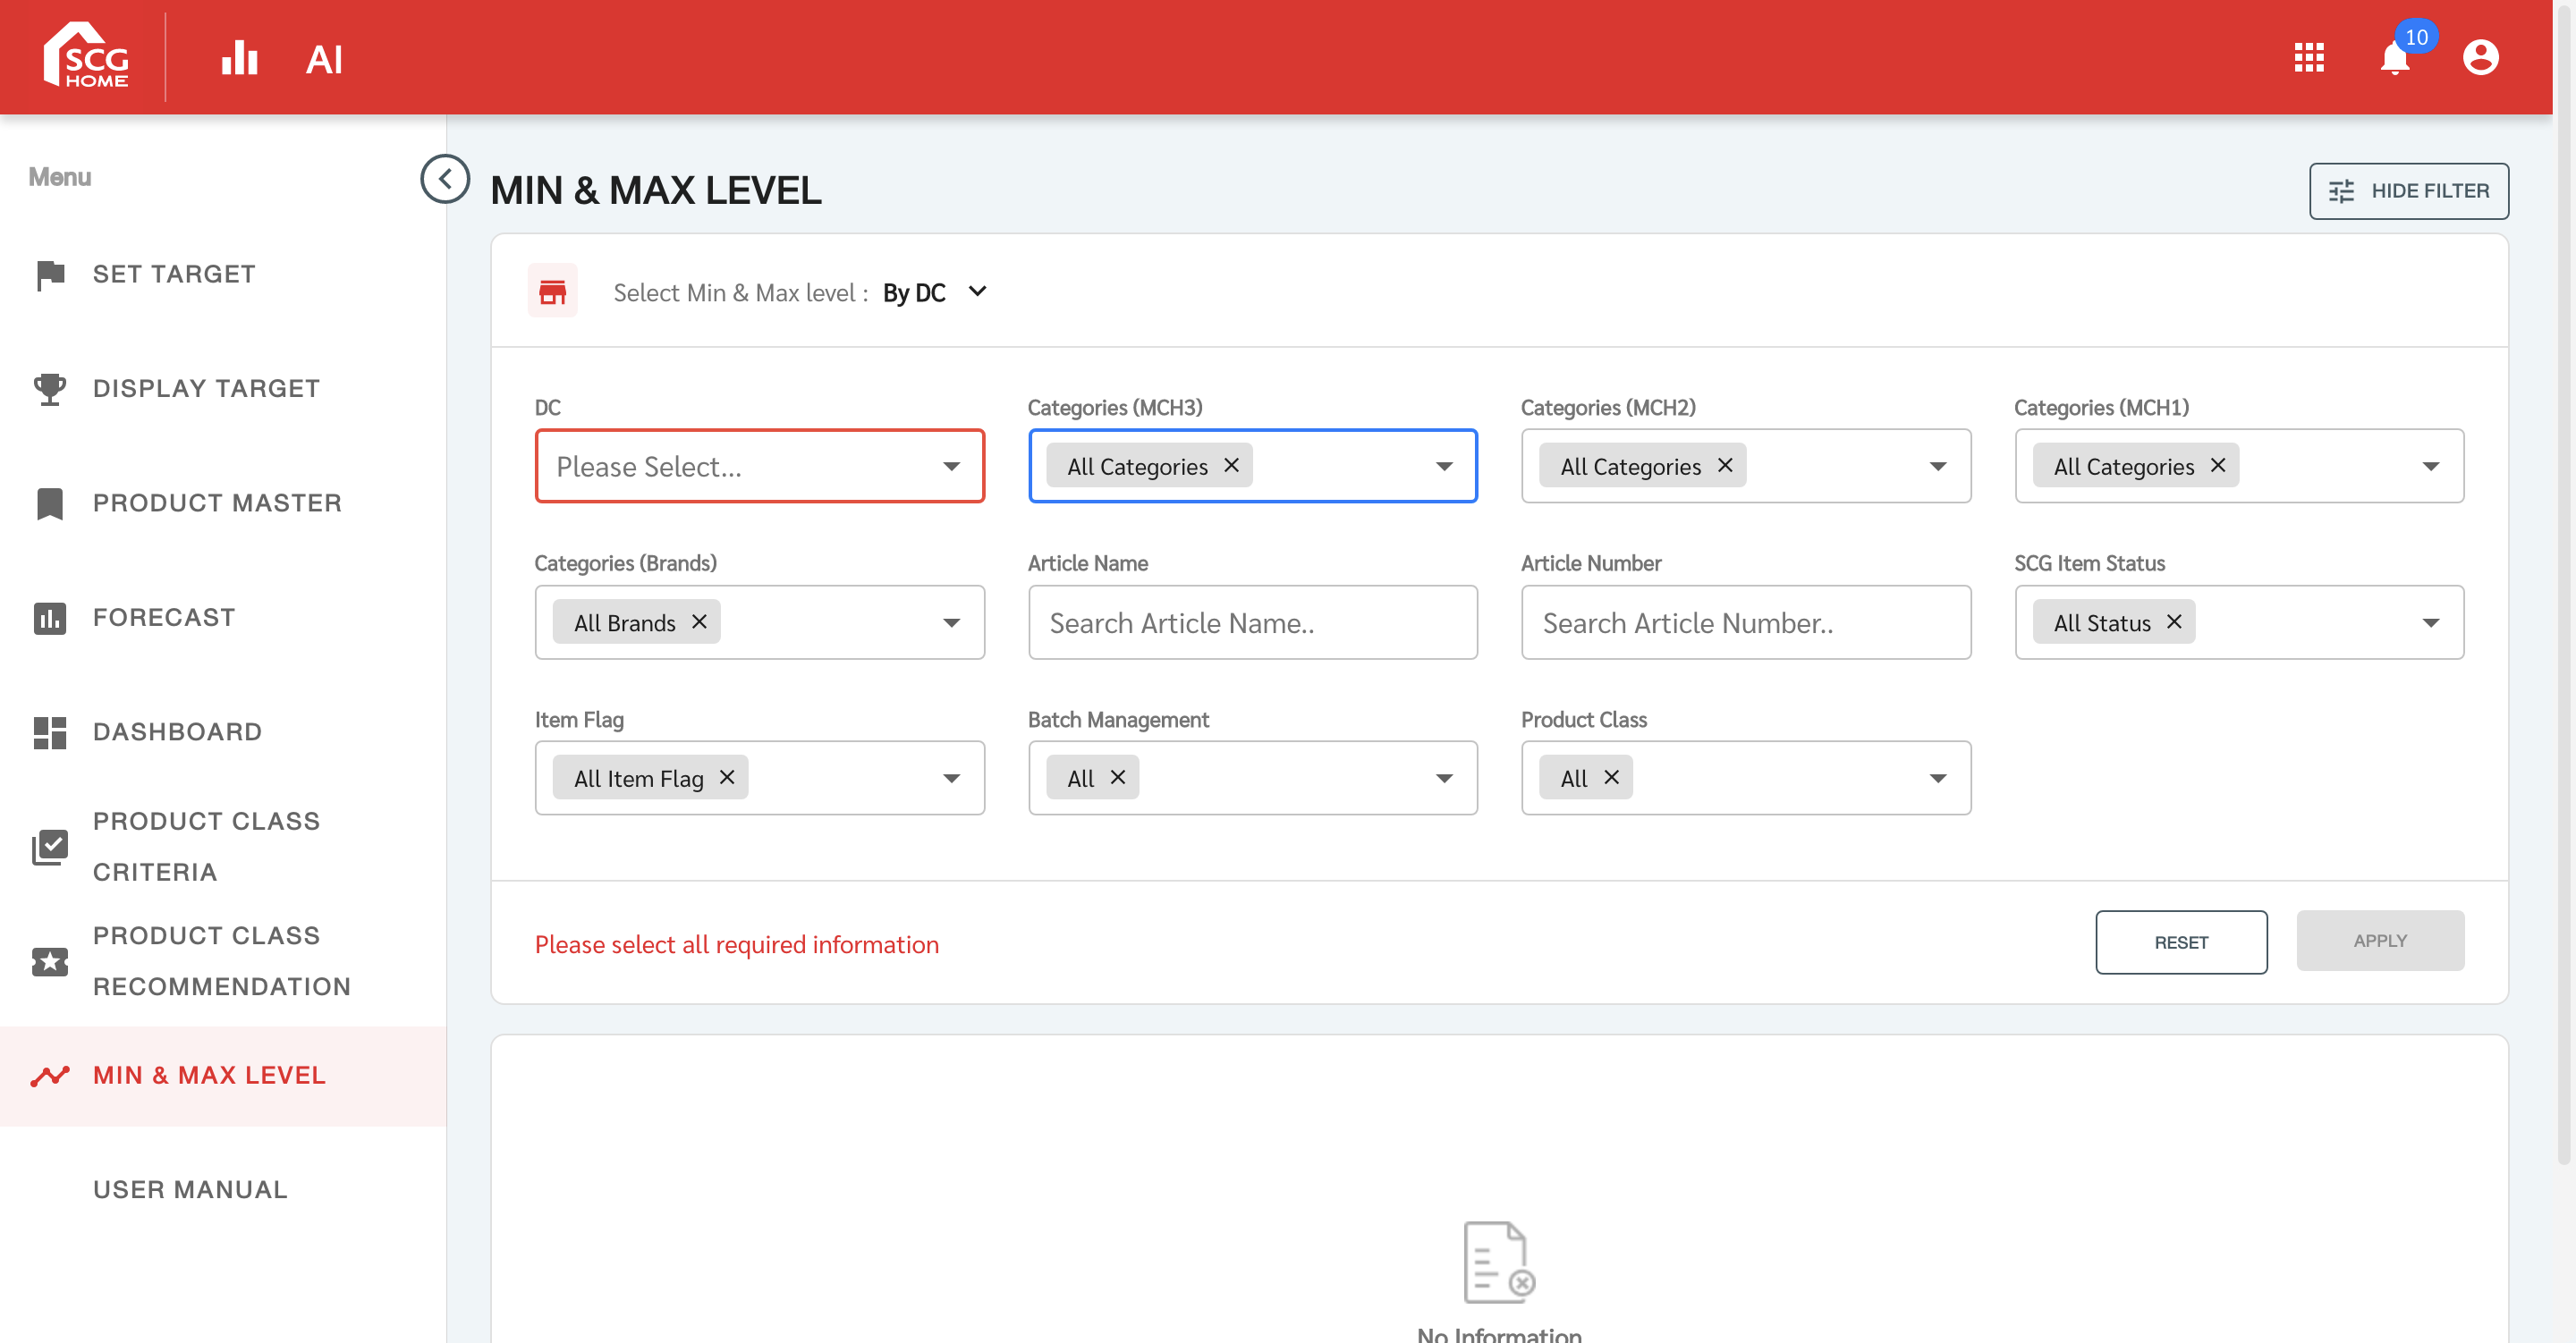 SCG
HOME
AI
10
Menu
MIN & MAX LEVEL
HIDE FILTER
SET TARGET
Select Min & Max level : By DC
DISPLAY TARGET
DC
Categories (MCH3)
Categories (MCH2)
Categories (MCH1)
Please Select...
All Categories
All Categories
All Categories
PRODUCT MASTER
Categories (Brands)
Article Name
Article Number
SCG Item Status
FORECAST
All Brands
Search Article Name..
Search Article Number..
All Status
DASHBOARD
Item Flag
Batch Management
Product Class
All Item Flag
All
All
PRODUCT CLASS
CRITERIA
PRODUCT CLASS
RECOMMENDATION
Please select all required information
RESET
APPLY
MIN & MAX LEVEL
USER MANUAL
No Information